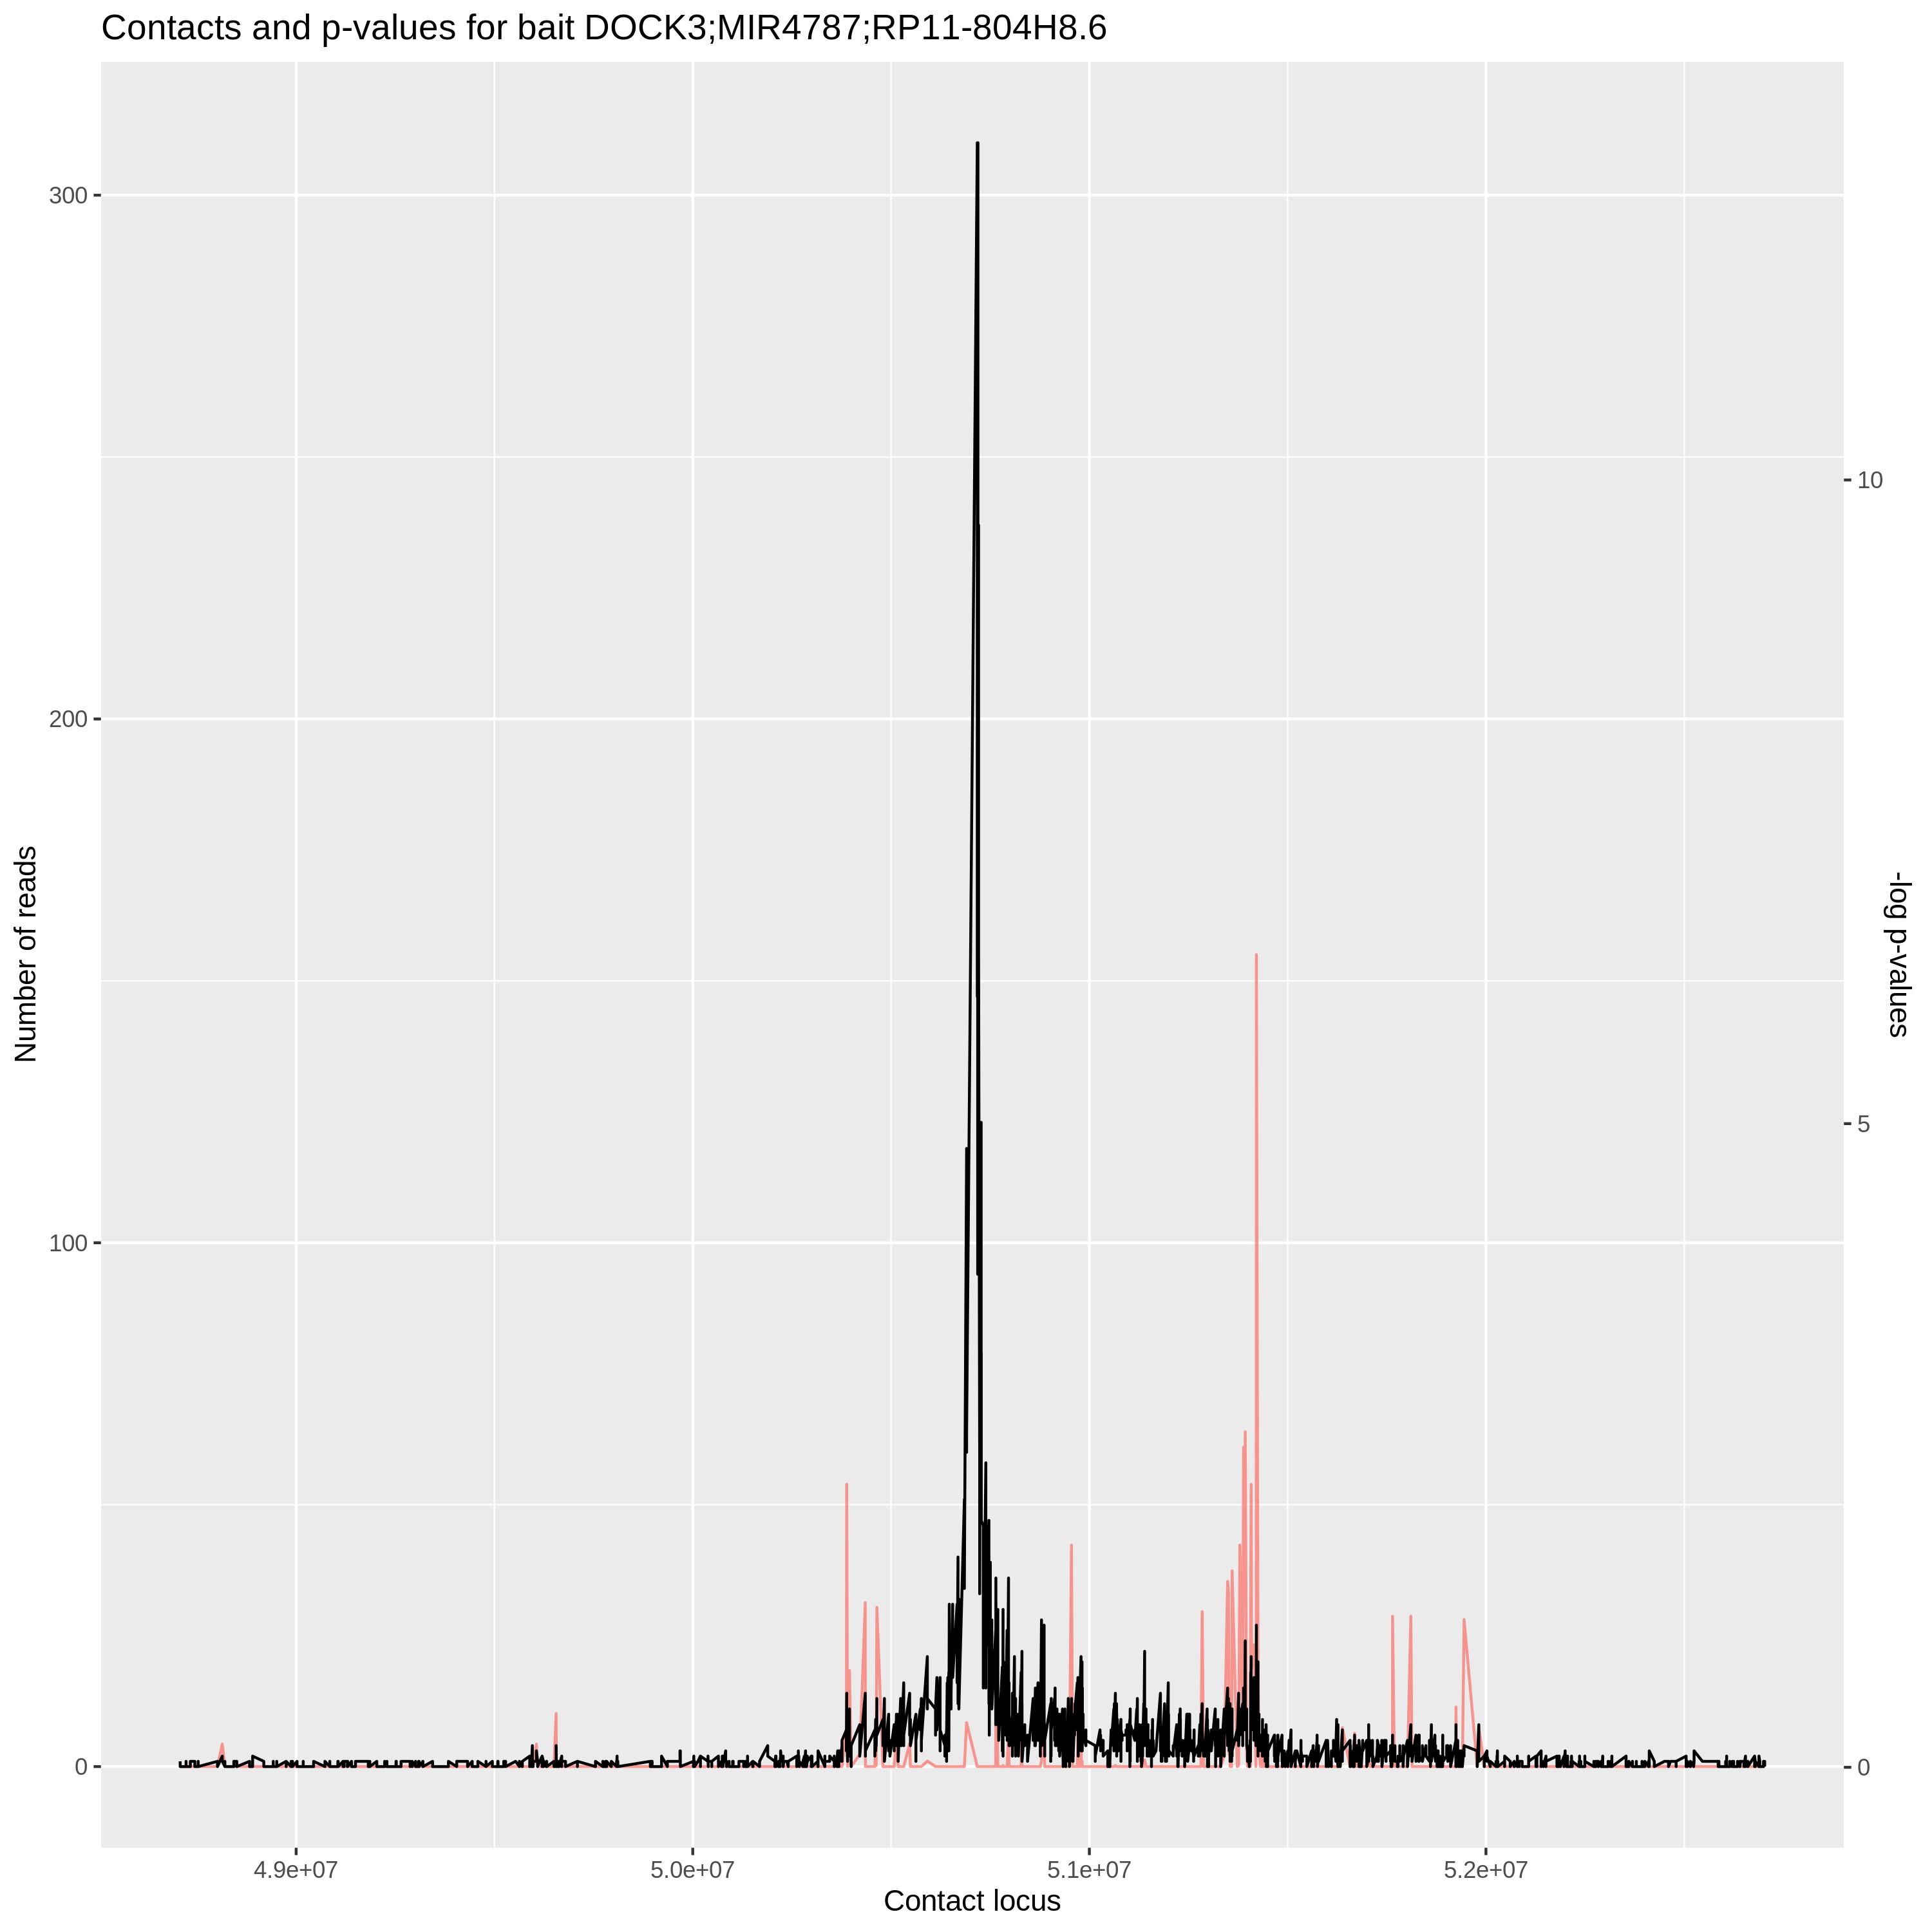 Contacts and p-values for bait DOCK3;MIR4787;RP11-804H8.6
300
200
100
0
Number of reads
10
5
0
-log p-values
4.9e+07
5.0e+07
5.1e+07
5.2e+07
Contact locus